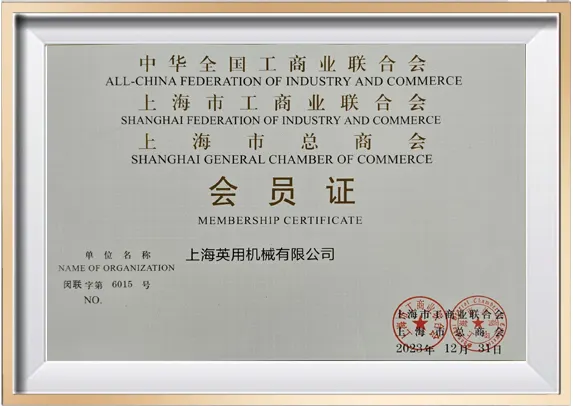 中华全国工商业联合会
ALL-CHINA FEDERATION OF INDUSTRY AND COMMERCE
上海市工商业联合会
SHANGHAI FEDERATION OF INDUSTRY AND COMMERCE
上海市总商会
SHANGHAI GENERAL CHAMBER OF COMMERCE
会员证
MEMBERSHIP CERTIFICATE
单位名称 上海英用机械有限公司
NAME OF ORGANIZATION
闵联字第 6015 号
NO.
上海市工商业联合会
上海市总商会
2023年 12月 31日